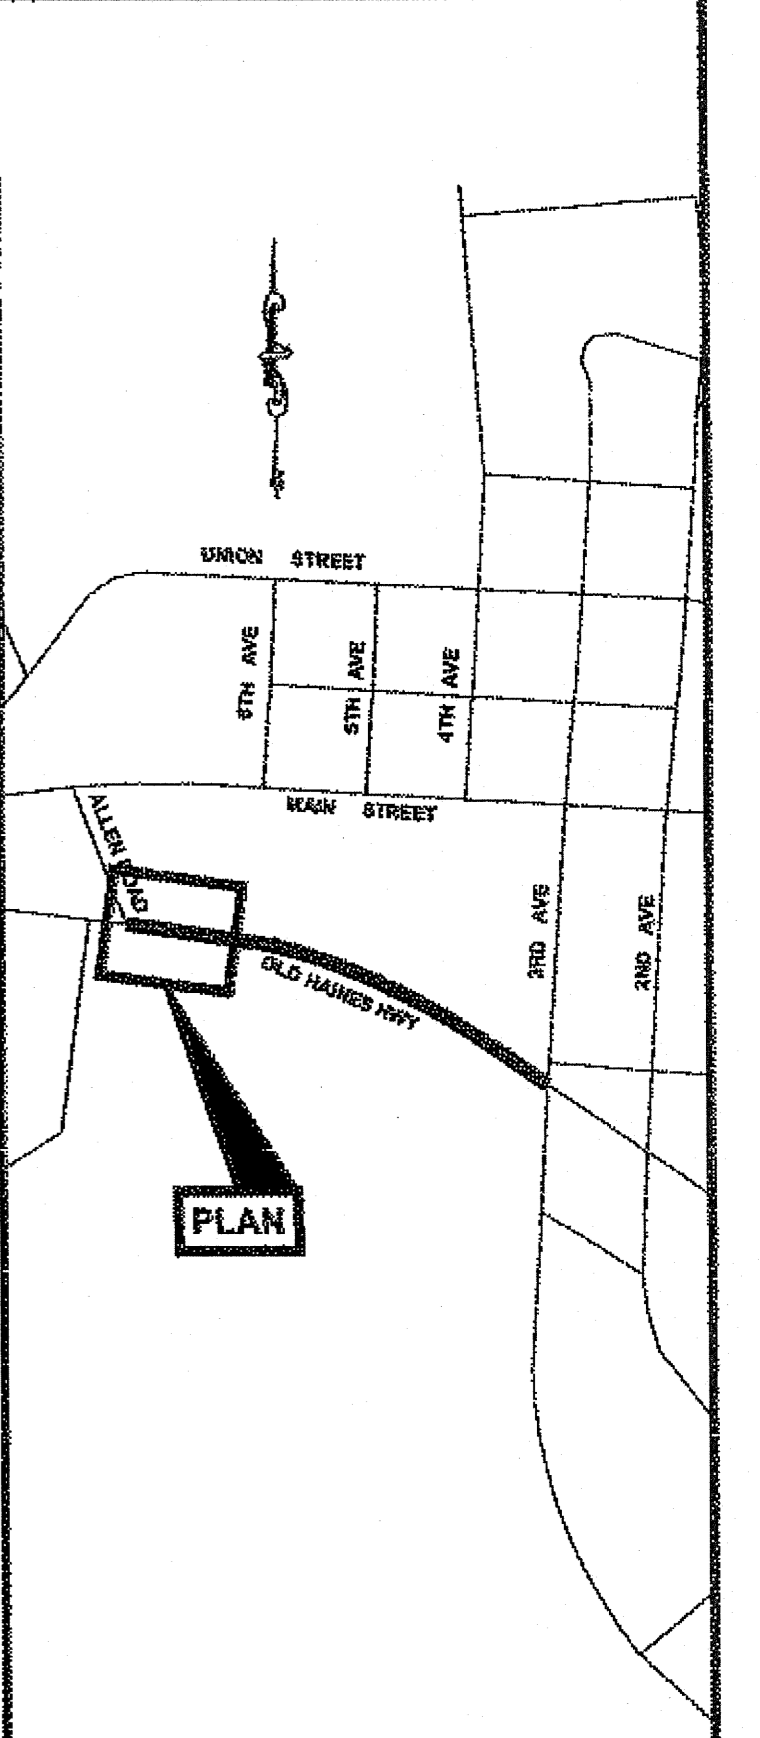 UNION STREET
6TH AVE
5TH AVE
4TH AVE
MAIN STREET
ALLEN ROAD
3RD AVE
2ND AVE
OLD HAINES HWY
PLAN